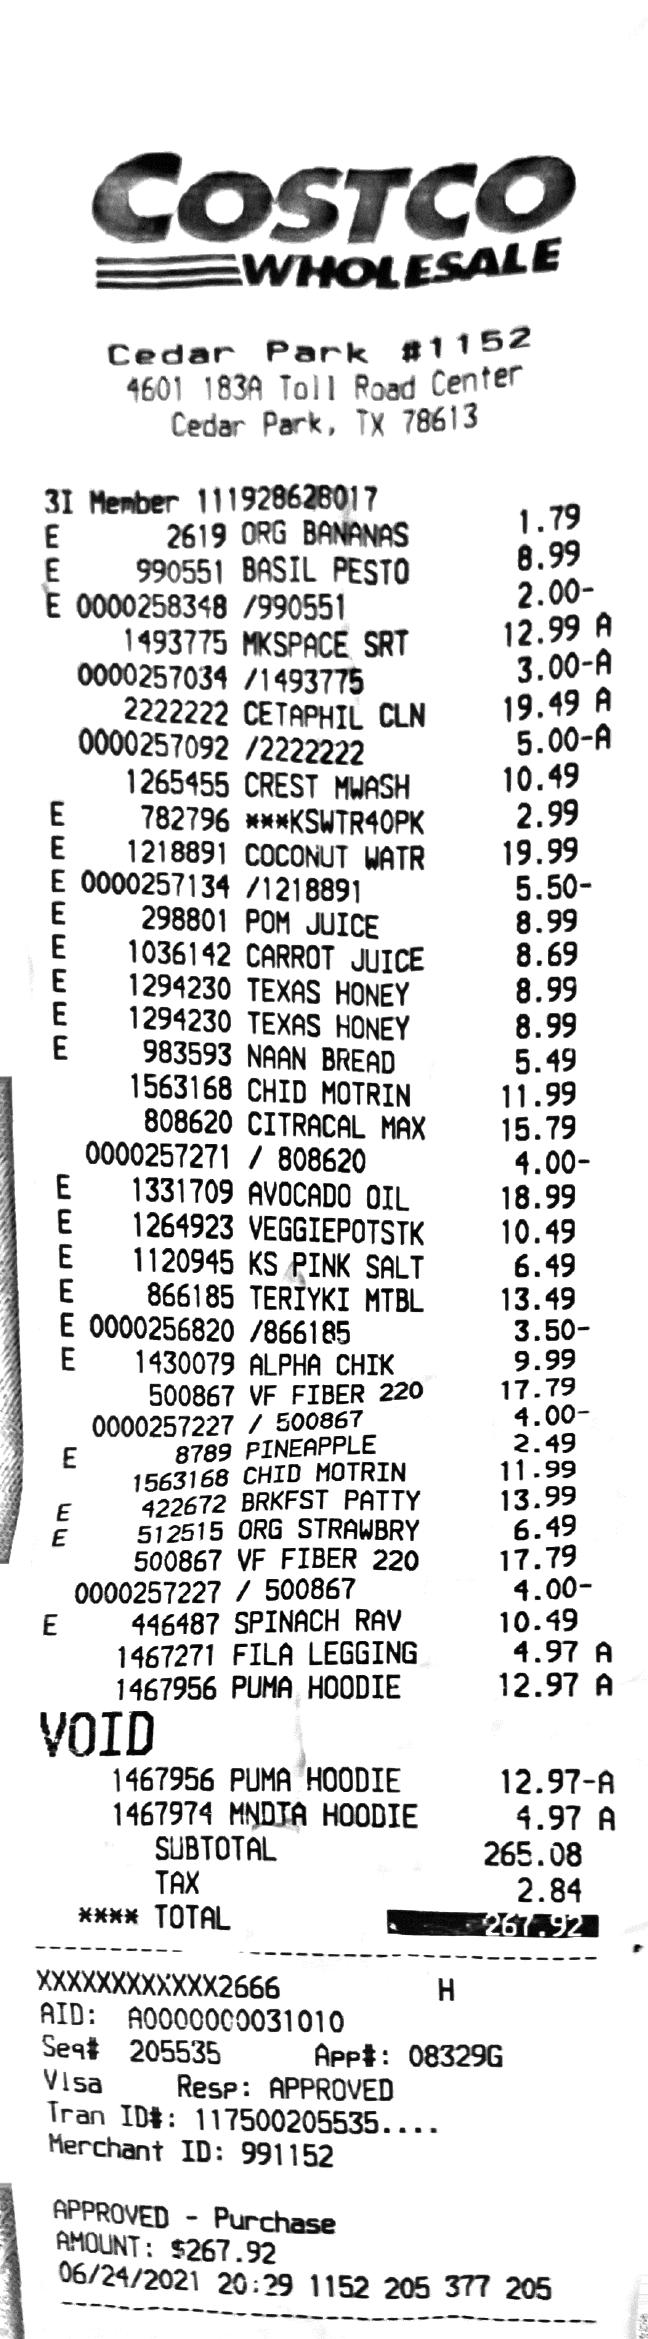 COSTCO
WHOLESALE
Cedar Park #1152
4601 183A Toll Road Center
Cedar Park, TX 78613
3I Member 111928628017
E 2619 ORG BANANAS 1.79
E 990551 BASIL PESTO 8.99
E 0000258348 /990551 2.00-
1493775 MKSPACE SRT 12.99 A
0000257034 /1493775 3.00-A
2222222 CETAPHIL CLN 19.49 A
0000257092 /2222222 5.00-A
1265455 CREST MWASH 10.49
E 782796 ***KSWTR40PK 2.99
E 1218891 COCONUT WATR 19.99
E 0000257134 /1218891 5.50-
E 298801 POM JUICE 8.99
E 1036142 CARROT JUICE 8.69
E 1294230 TEXAS HONEY 8.99
E 1294230 TEXAS HONEY 8.99
E 983593 NAAN BREAD 5.49
1563168 CHID MOTRIN 11.99
808620 CITRACAL MAX 15.79
0000257271 / 808620 4.00-
E 1331709 AVOCADO OIL 18.99
E 1264923 VEGGIEPOTSTK 10.49
E 1120945 KS PINK SALT 6.49
E 866185 TERIYKI MTBL 13.49
E 0000256820 /866185 3.50-
E 1430079 ALPHA CHIK 9.99
500867 VF FIBER 220 17.79
0000257227 / 500867 4.00-
E 8789 PINEAPPLE 2.49
1563168 CHID MOTRIN 11.99
E 422672 BRKFST PATTY 13.99
E 512515 ORG STRAWBRY 6.49
500867 VF FIBER 220 17.79
0000257227 / 500867 4.00-
E 446487 SPINACH RAV 10.49
1467271 FILA LEGGING 4.97 A
1467956 PUMA HOODIE 12.97 A
VOID
1467956 PUMA HOODIE 12.97-A
1467974 MNDTA HOODIE 4.97 A
SUBTOTAL 265.08
TAX 2.84
**** TOTAL 267.92
XXXXXXXXXXXX2666 H
AID: A0000000031010
Seq# 205535 App#: 08329G
Visa Resp: APPROVED
Tran ID#: 117500205535....
Merchant ID: 991152
APPROVED - Purchase
AMOUNT: $267.92
06/24/2021 20:29 1152 205 377 205